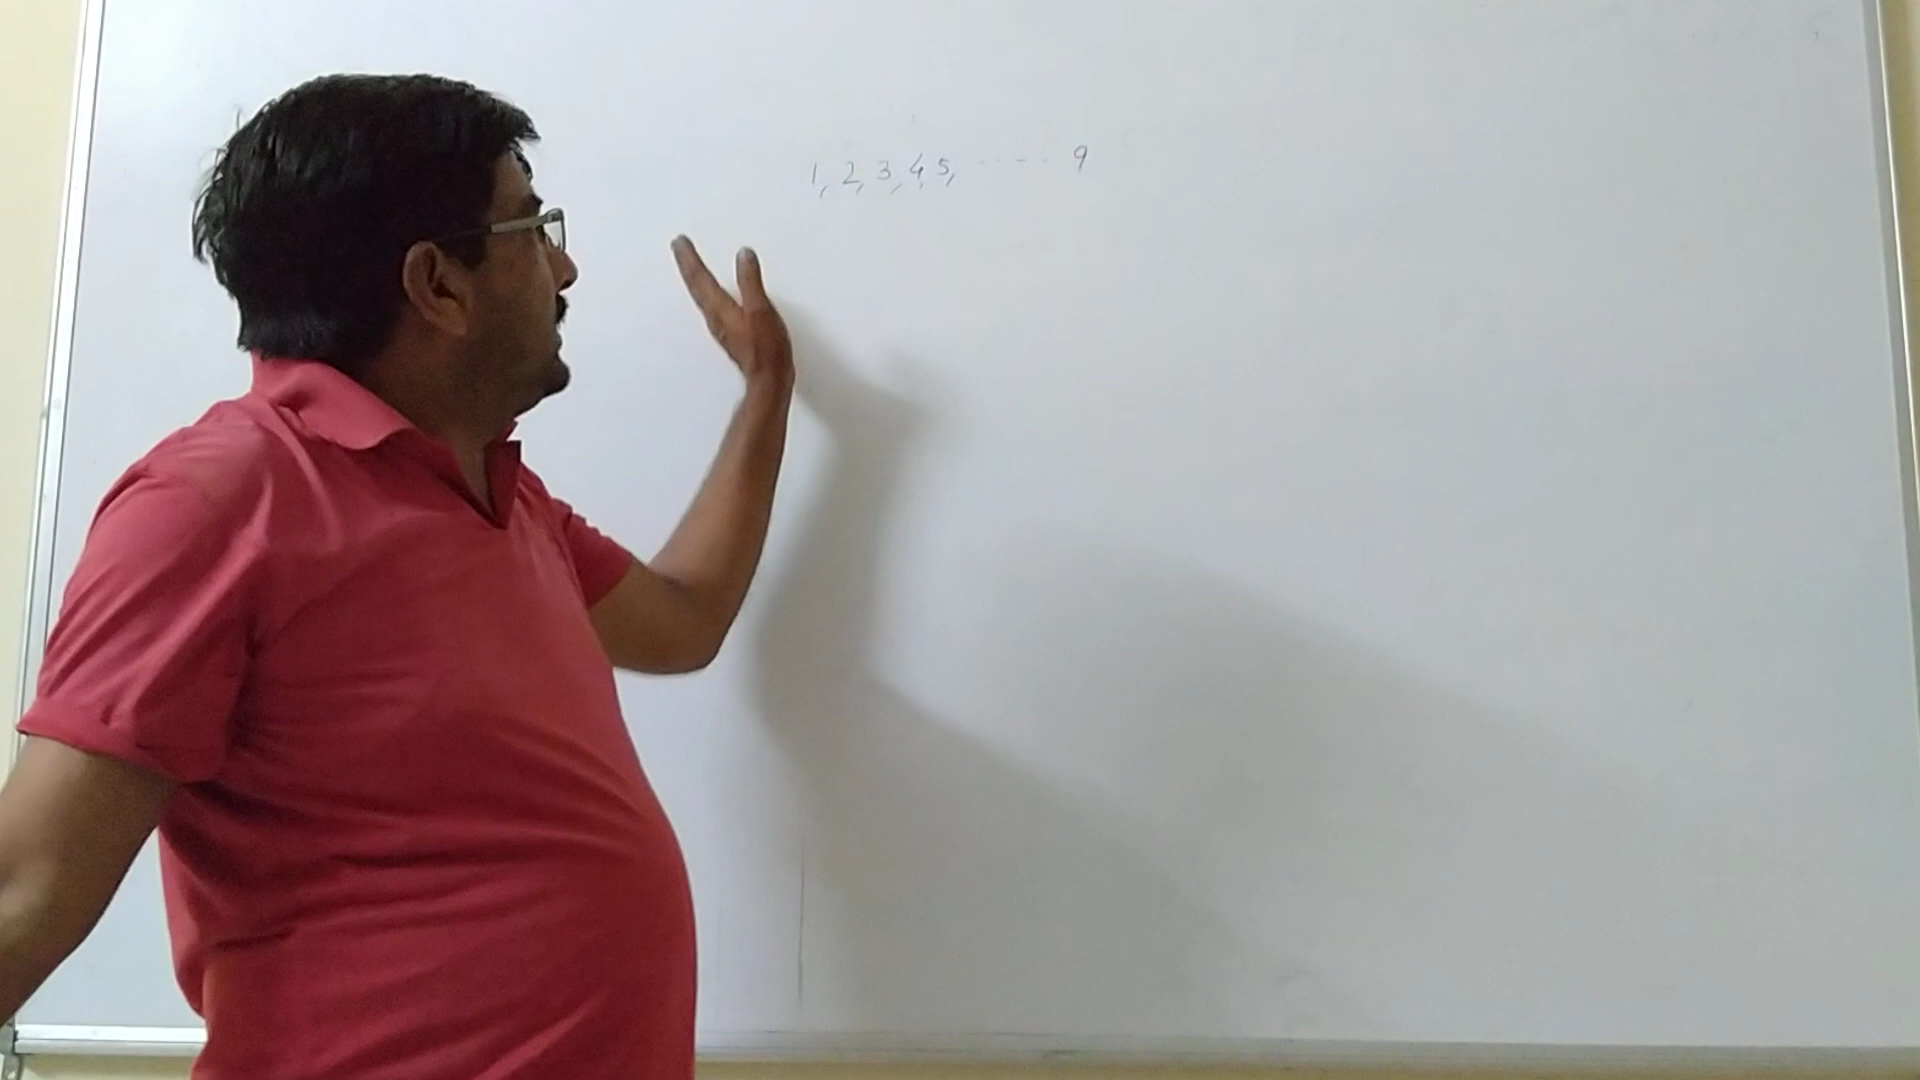 1, 2, 3, 4, 5, ------ 9